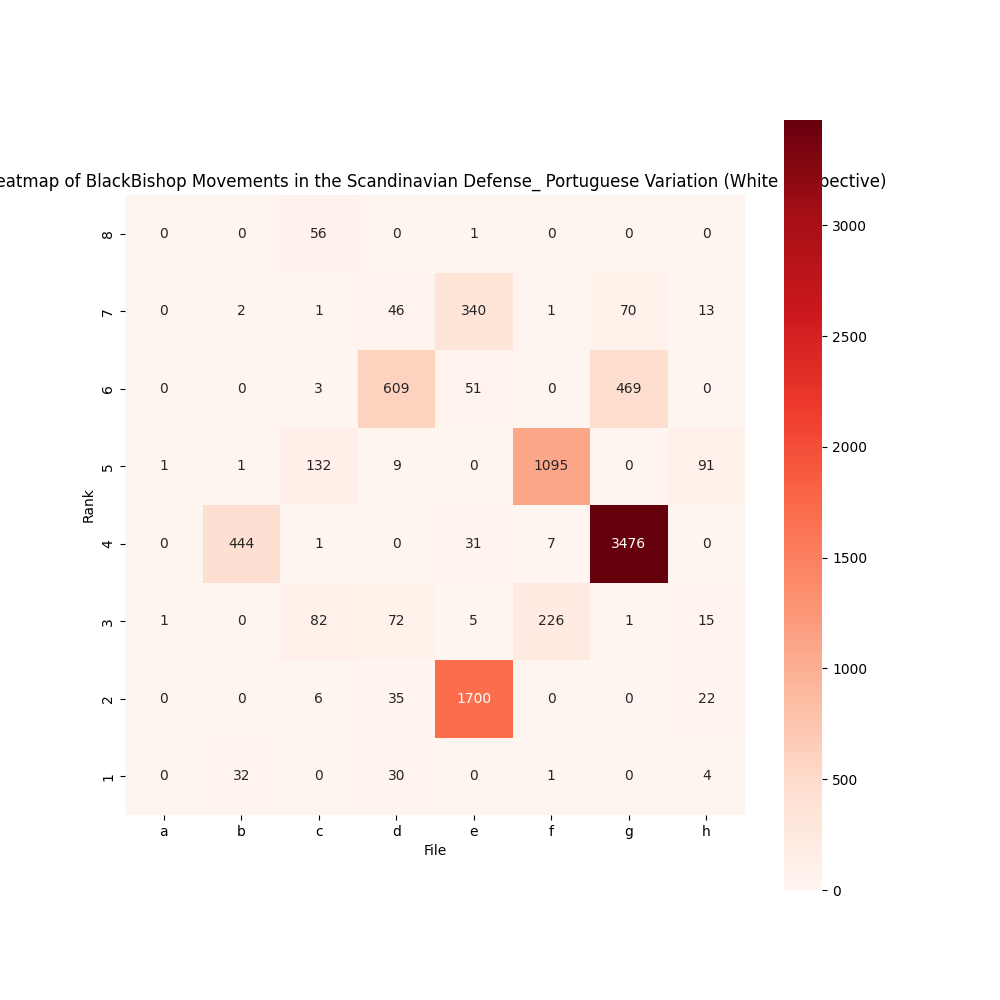 eatmap of BlackBishop Movements in the Scandinavian Defense_ Portuguese Variation (White pective)
8 0 0 56 0 1 0 0 0
7 0 2 1 46 340 1 70 13
6 0 0 3 609 51 0 469 0
5 1 1 132 9 0 1095 0 91
4 0 444 1 0 31 7 3476 0
3 1 0 82 72 5 226 1 15
2 0 0 6 35 1700 0 0 22
1 0 32 0 30 0 1 0 4
a b c d e f g h
File
Rank
3000
2500
2000
1500
1000
500
0